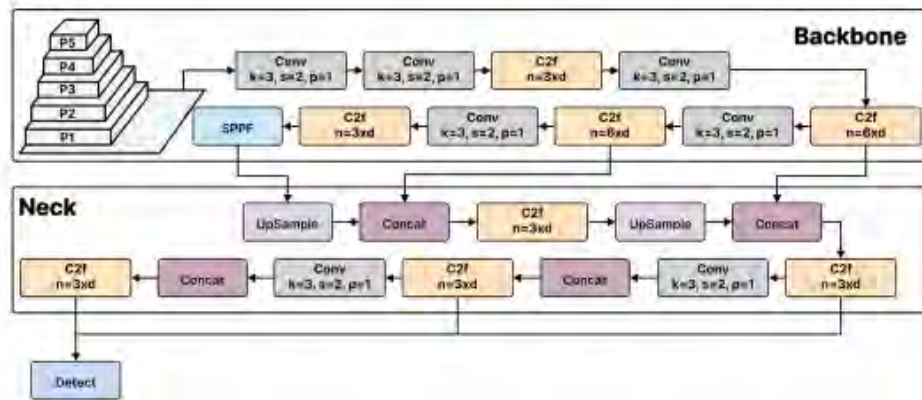 Backbone
P5
P4
P3
P2
P1
Conv
k=3, s=2, p=1
Conv
k=3, s=2, p=1
C2f
n=3xd
Conv
k=3, s=2, p=1
SPPF
C2f
n=3xd
Conv
k=3, s=2, p=1
C2f
n=6xd
Conv
k=3, s=2, p=1
C2f
n=6xd
Neck
UpSample
Concat
C2f
n=3xd
UpSample
Concat
C2f
n=3xd
Concat
Conv
k=3, s=2, p=1
C2f
n=3xd
Concat
Conv
k=3, s=2, p=1
C2f
n=3xd
Detect